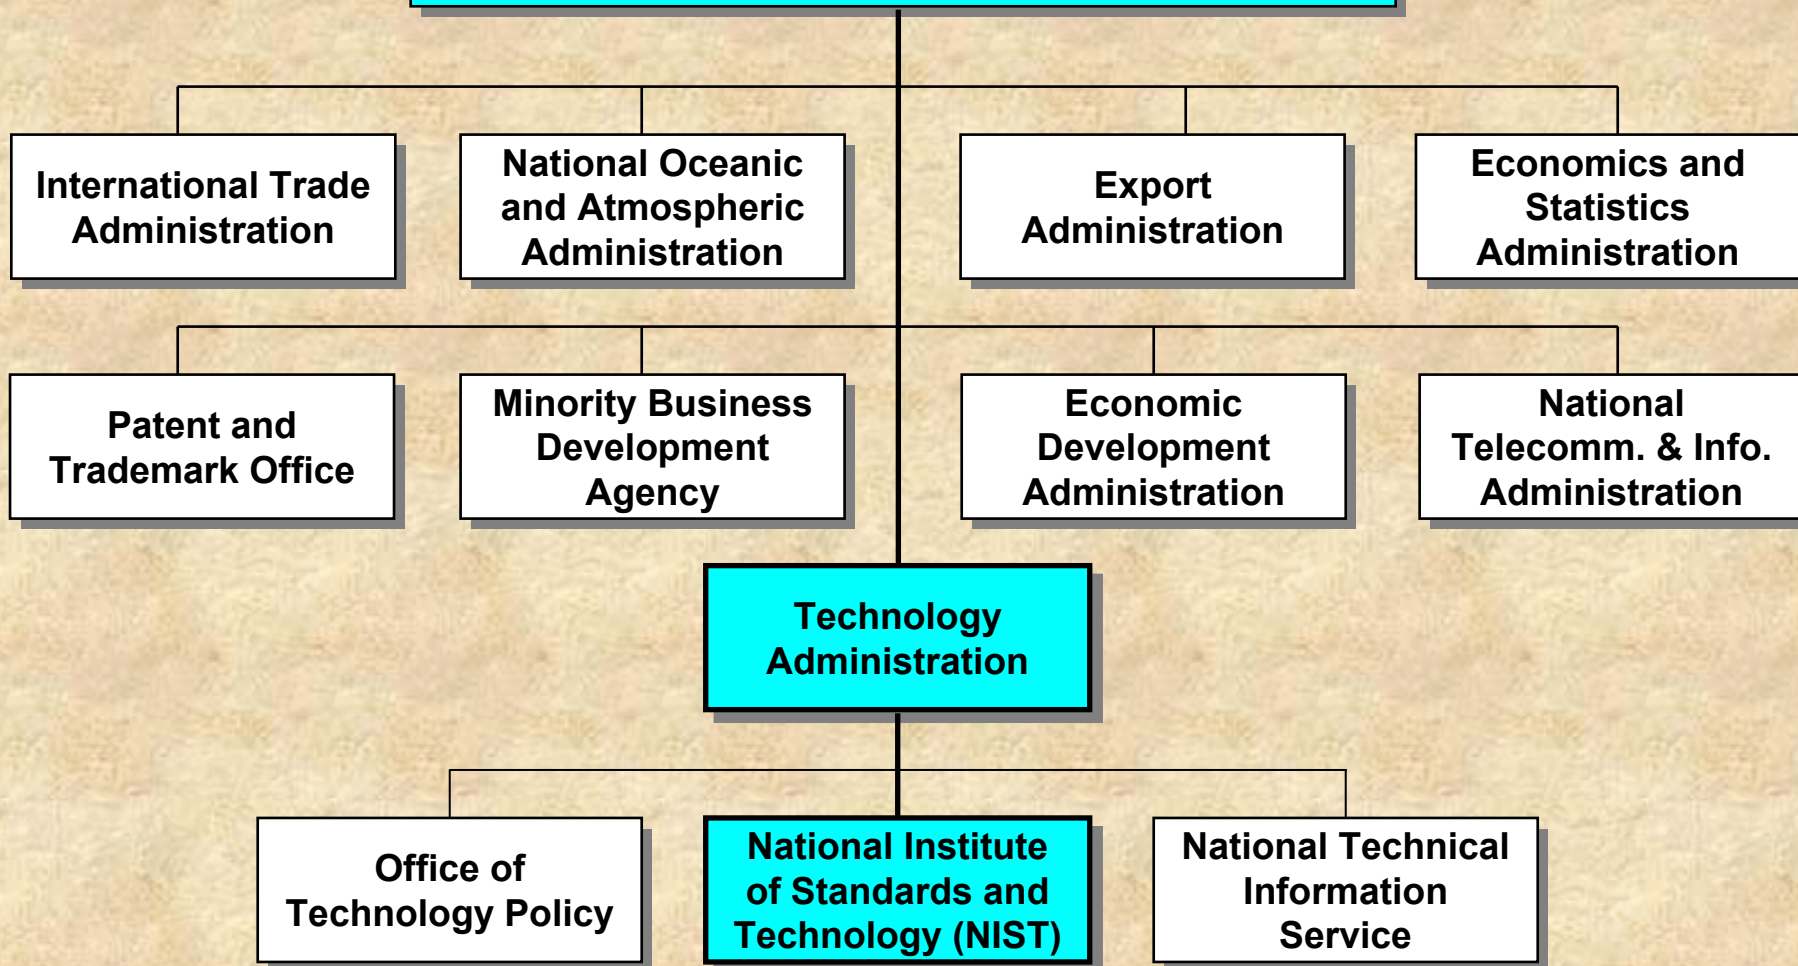 International Trade
Administration
National Oceanic
and Atmospheric
Administration
Export
Administration
Economics and
Statistics
Administration
Patent and
Trademark Office
Minority Business
Development
Agency
Economic
Development
Administration
National
Telecomm. & Info.
Administration
Technology
Administration
Office of
Technology Policy
National Institute
of Standards and
Technology (NIST)
National Technical
Information
Service